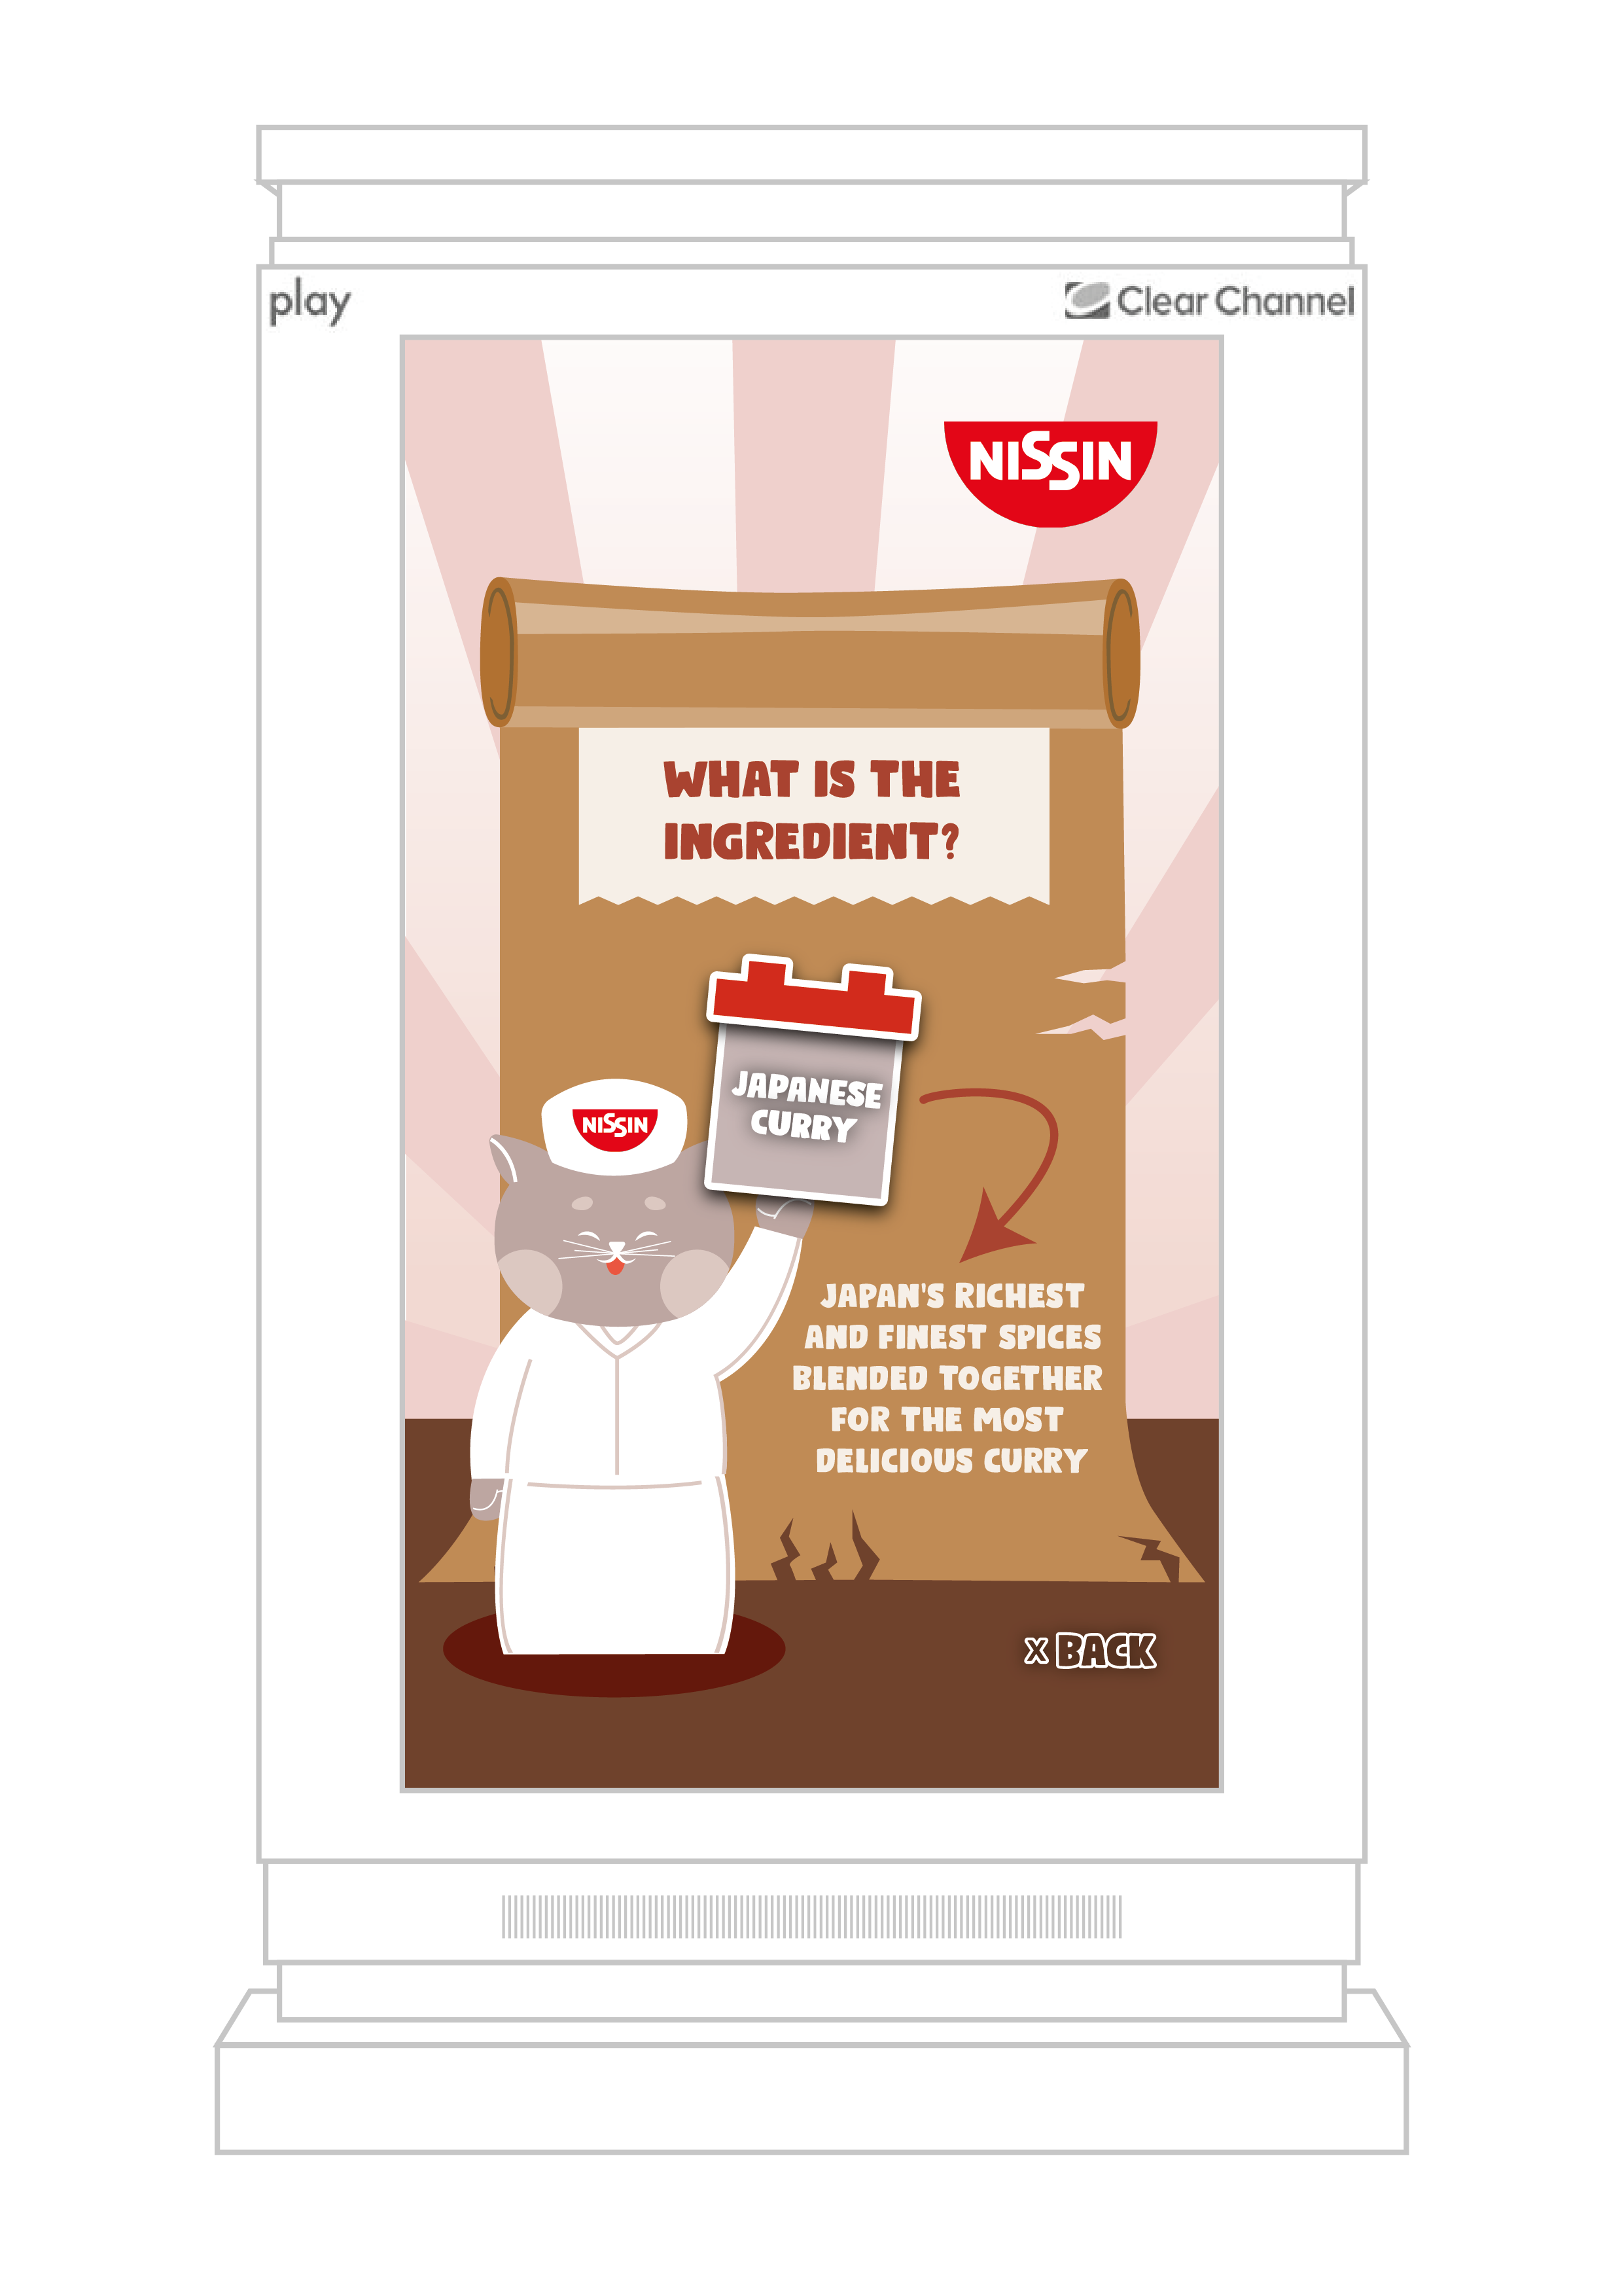 play
Clear Channel
NISSIN
WHAT IS THE
INGREDIENT?
JAPANESE
CURRY
NISSIN
JAPAN'S RICHEST
AND FINEST SPICES
BLENDED TOGETHER
FOR THE MOST
DELICIOUS CURRY
X BACK